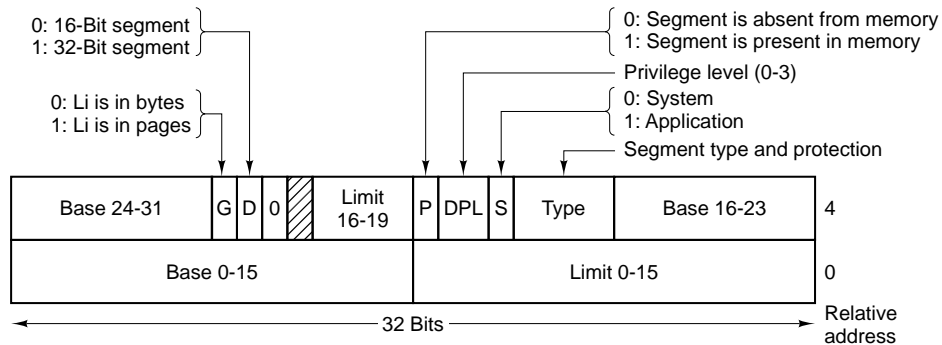 0: 16-Bit segment
1: 32-Bit segment
0: Li is in bytes
1: Li is in pages
0: Segment is absent from memory
1: Segment is present in memory
Privilege level (0-3)
0: System
1: Application
Segment type and protection
Base 24-31
G
D
0
Limit
16-19
P
DPL
S
Type
Base 16-23
4
Base 0-15
Limit 0-15
0
32 Bits
Relative
address